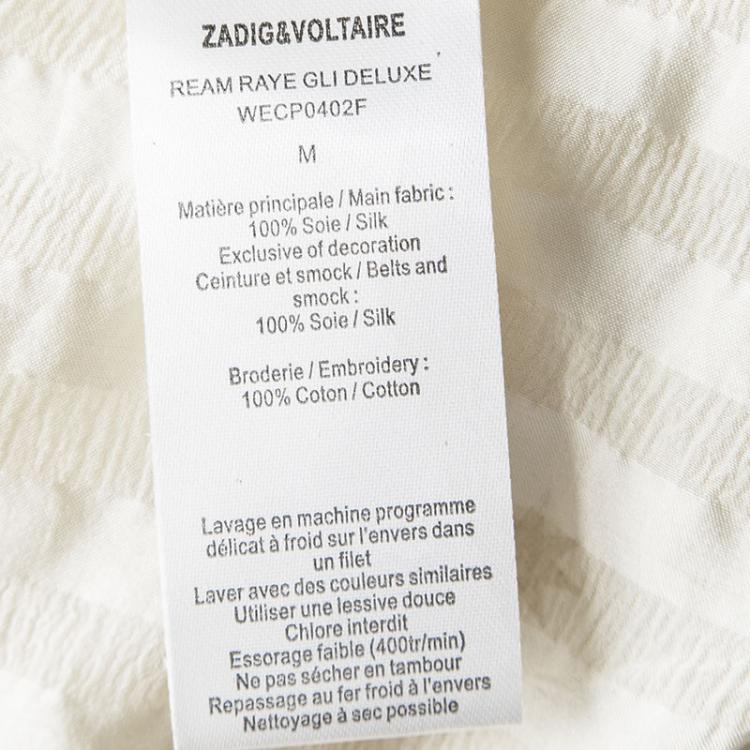 ZADIG&VOLTAIRE
REAM RAYE GLI DELUXE
WECP0402F
M
Matière principale / Main fabric :
100% Soie / Silk
Exclusive of decoration
Ceinture et smock / Belts and
smock :
100% Soie / Silk
Broderie / Embroidery :
100% Coton / Cotton
Lavage en machine programme
délicat à froid sur l'envers dans
un filet
Laver avec des couleurs similaires
Utiliser une lessive douce
Chlore interdit
Essorage faible (400tr/min)
Ne pas sécher en tambour
Repassage au fer froid à l'envers
Nettoyage à sec possible